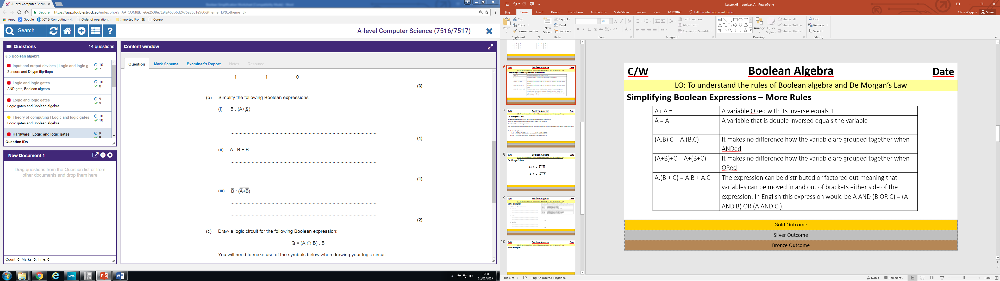 A-level Computer Scienc
Secure | https://app.doublestruck.eu/index.php?s=AA_COM&k=e6e2538e719fa463b6d2475a8651e960&theme=EP&otheme=EP
Apps Google ICT & Computing - H Order of operations i Imported From IE Corero
Search
A-level Computer Science (7516/7517)
Questions 14 questions
6.5 Boolean algebra
Input and output devices | Logic and logic g... 10
Sensors and D-type flip-flops 7
Logic and logic gates 10
AND gate; Boolean algebra 8
Logic and logic gates 9
Logic gates and Boolean algebra 9
Theory of computing | Logic and logic gates 10
Logic gates and Boolean algebra 10
Hardware | Logic and logic gates 9
Question IDs
New Document 1
Drag questions from the Question list or from
other documents and drop them here
Count: 0, Marks: 0, Time: 0
Content window
Question Mark Scheme Examiner's Report Notes Resource
1 1 0
(3)
(b) Simplify the following Boolean expressions.
(i) B . (A+A̅)
(1)
(ii) A . B + B
(1)
(iii) B̅ · (A̿+B̿)
(2)
(c) Draw a logic circuit for the following Boolean expression:
Q = (A ⊕ B) . B
You will need to make use of the symbols below when drawing your logic circuit.
SIMS
12:31
16/01/2017
Lesson 08 - boolean A - PowerPoint
File Home Insert Design Transitions Animations Slide Show Review View ACROBAT Tell me what you want to do... Chris Wiggins Share
Paste
Cut
Copy
Format Painter
Clipboard
New
Slide
Layout
Reset
Section
Slides
28
Font
Text Direction
Align Text
Convert to SmartArt
Paragraph
Arrange
Quick
Styles
Shape Fill
Shape Outline
Shape Effects
Drawing
Find
Replace
Select
Editing
6
C/W Boolean Algebra Date
LO: To understand the rules of Boolean algebra and De Morgan's Law
Simplifying Boolean Expressions– More Rules
7
C/W Boolean Algebra Date
De Morgan's Law
8
C/W Boolean Algebra Date
De Morgan's Law
9
C/W Boolean Algebra Date
Some examples
10
C/W Boolean Algebra Date
Some examples
C/W Boolean Algebra Date
LO: To understand the rules of Boolean algebra and De Morgan's Law
Simplifying Boolean Expressions – More Rules
A+ Ā = 1 A variable ORed with its inverse equals 1
Ā = A A variable that is double inversed equals the variable
(A.B).C = A.(B.C) It makes no difference how the variable are grouped together when
ANDed
(A+B)+C = A+(B+C) It makes no difference how the variable are grouped together when
ORed
A.(B + C) = A.B + A.C The expression can be distributed or factored out meaning that
variables can be moved in and out of brackets either side of the
expression. In English this expression would be A AND (B OR C) = (A
AND B) OR (A AND C ).
Gold Outcome
Silver Outcome
Bronze Outcome
Slide 6 of 13 English (United Kingdom) Notes Comments 100%